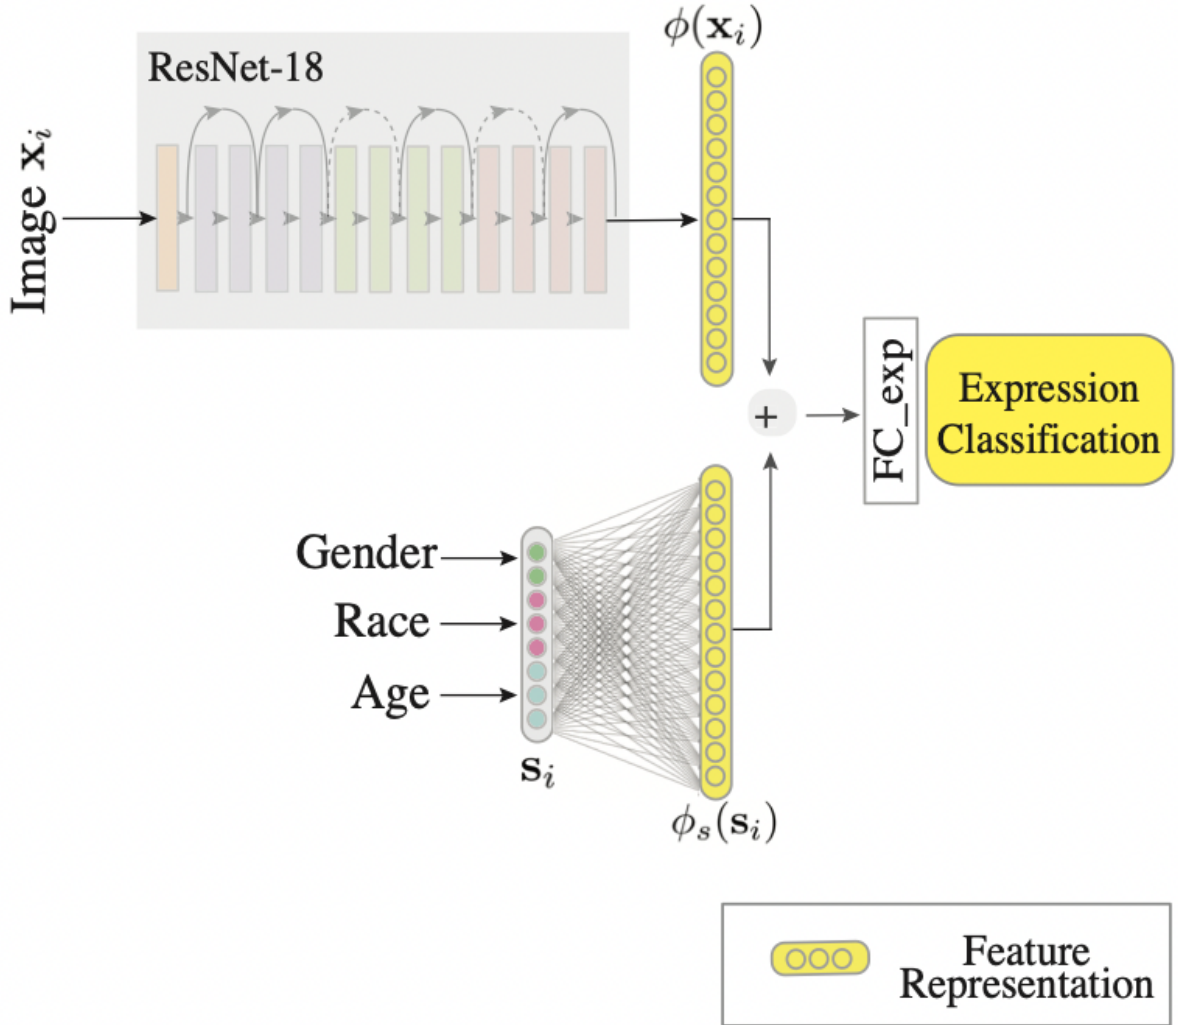 ϕ(x_i)
ResNet-18
Image x_i
+
FC_exp
Expression
Classification
Gender
Race
Age
s_i
ϕ_s(s_i)
Feature
Representation